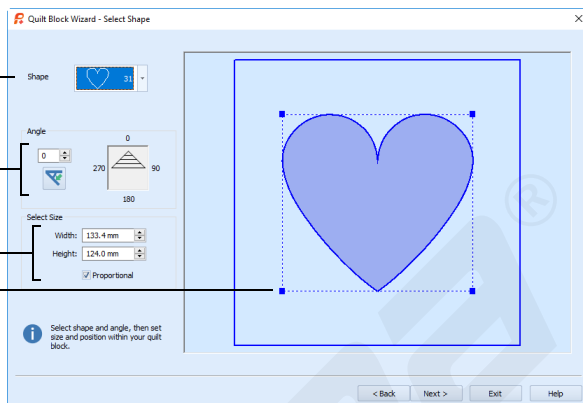 Quilt Block Wizard - Select Shape
Shape
31
Angle
0
0
270
90
180
Select Size
Width: 133.4 mm
Height: 124.0 mm
Proportional
Select shape and angle, then set
size and position within your quilt
block.
< Back Next > Exit Help
®